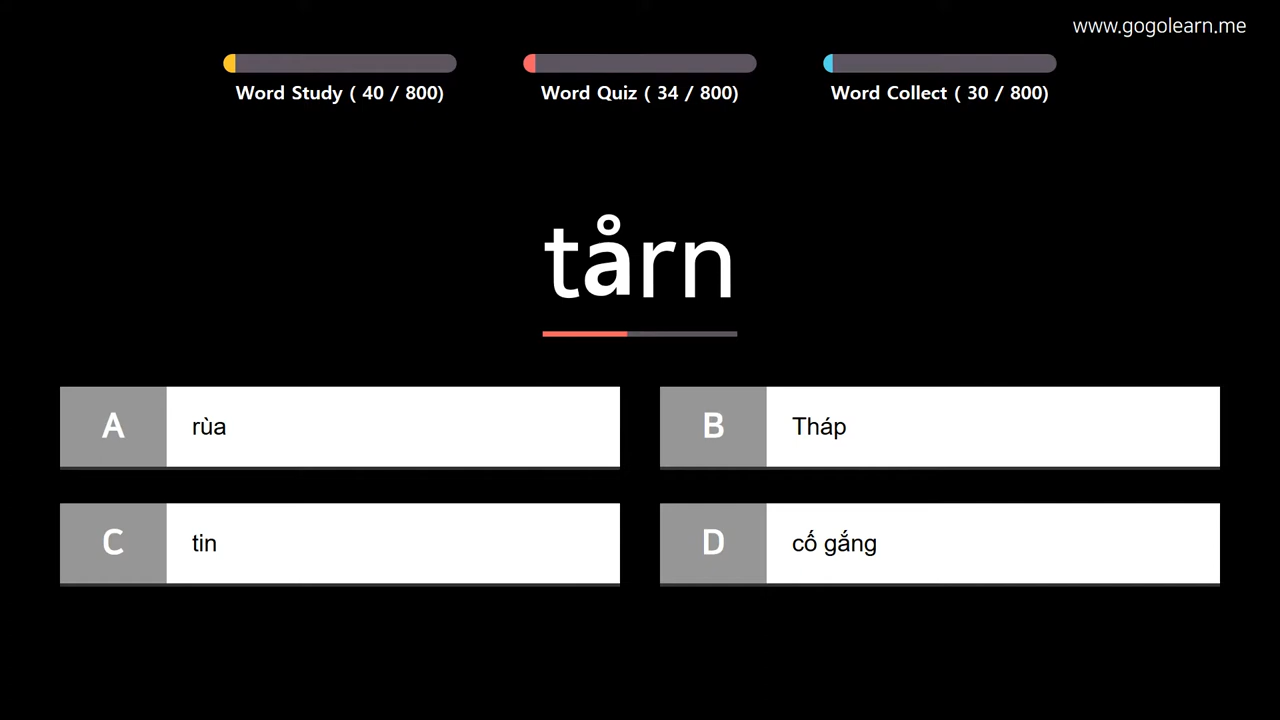 www.gogolearn.me
Word Study ( 40 / 800)
Word Quiz ( 34 / 800)
Word Collect ( 30 / 800)
tårn
A rùa
B Tháp
C tin
D cố gắng